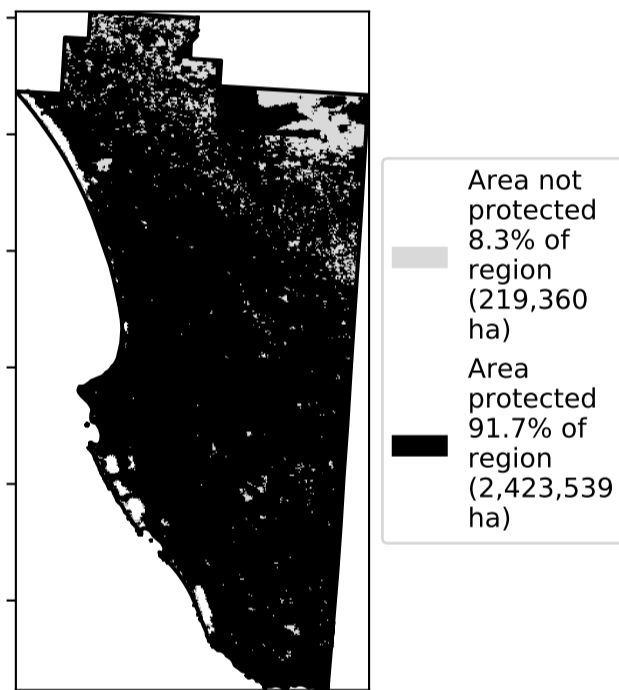 Area not
protected
8.3% of
region
(219,360
ha)
Area
protected
91.7% of
region
(2,423,539
ha)